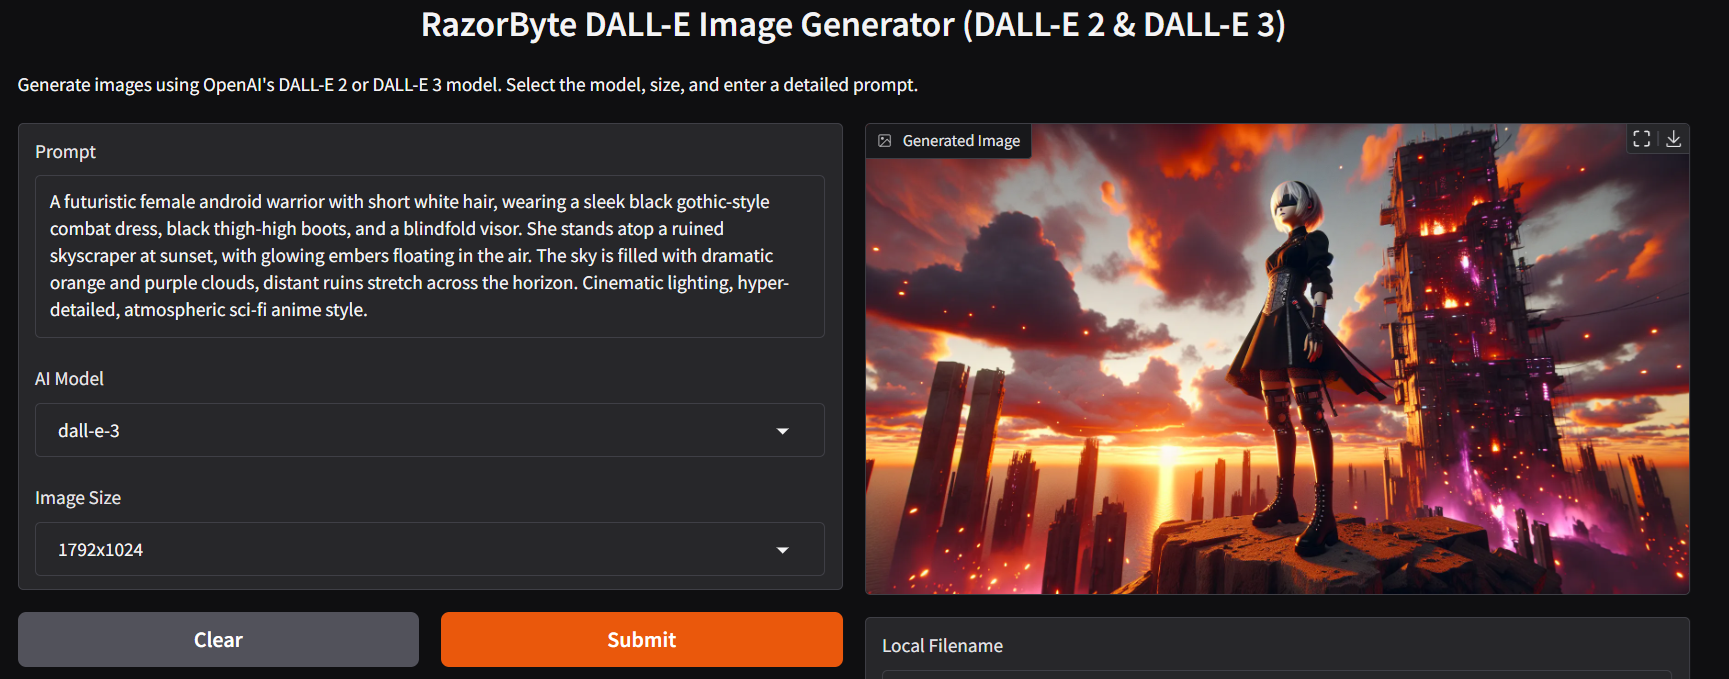 RazorByte DALL-E Image Generator (DALL-E 2 & DALL-E 3)
Generate images using OpenAI's DALL-E 2 or DALL-E 3 model. Select the model, size, and enter a detailed prompt.
Prompt
A futuristic female android warrior with short white hair, wearing a sleek black gothic-style
combat dress, black thigh-high boots, and a blindfold visor. She stands atop a ruined
skyscraper at sunset, with glowing embers floating in the air. The sky is filled with dramatic
orange and purple clouds, distant ruins stretch across the horizon. Cinematic lighting, hyper-
detailed, atmospheric sci-fi anime style.
AI Model
dall-e-3
Image Size
1792x1024
Clear
Submit
Generated Image
Local Filename